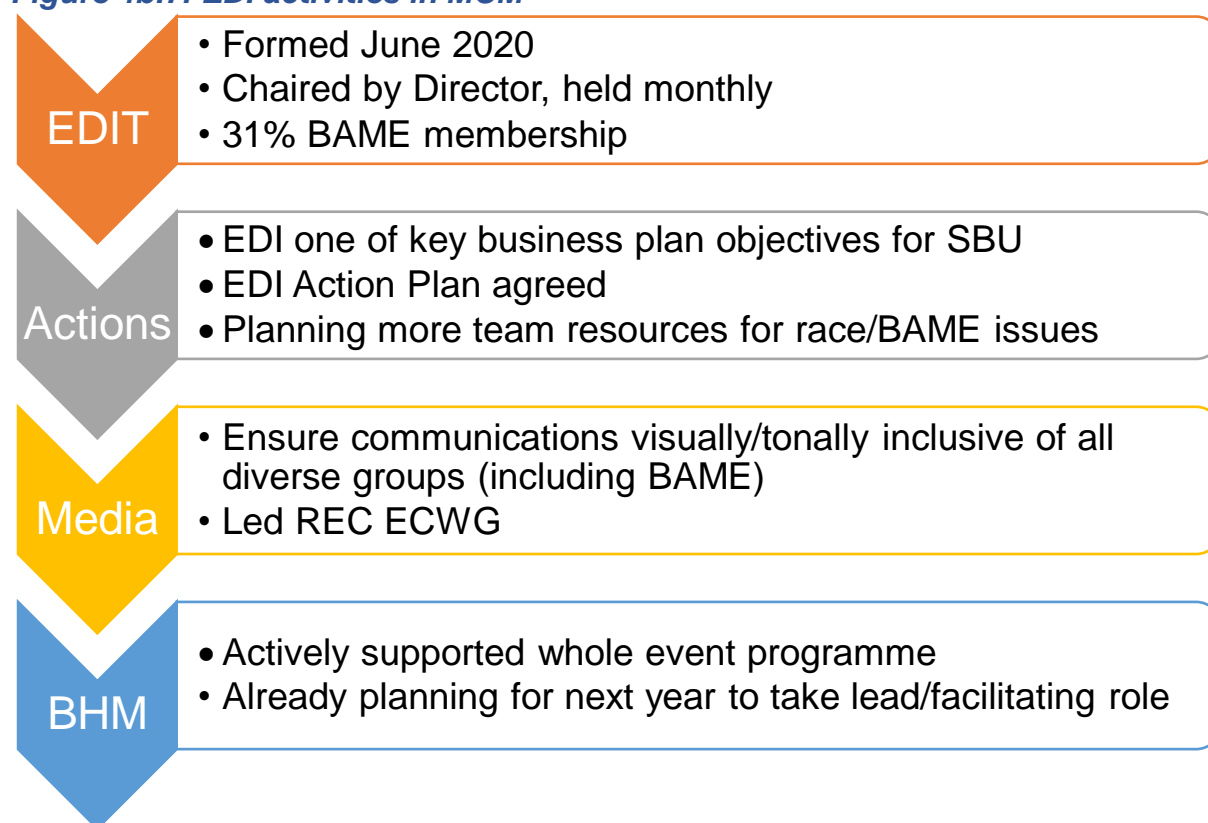 EDI activities in
EDIT
• Formed June 2020
• Chaired by Director, held monthly
• 31% BAME membership
Actions
• EDI one of key business plan objectives for SBU
• EDI Action Plan agreed
• Planning more team resources for race/BAME issues
Media
• Ensure communications visually/tonally inclusive of all
diverse groups (including BAME)
• Led REC ECWG
BHM
• Actively supported whole event programme
• Already planning for next year to take lead/facilitating role